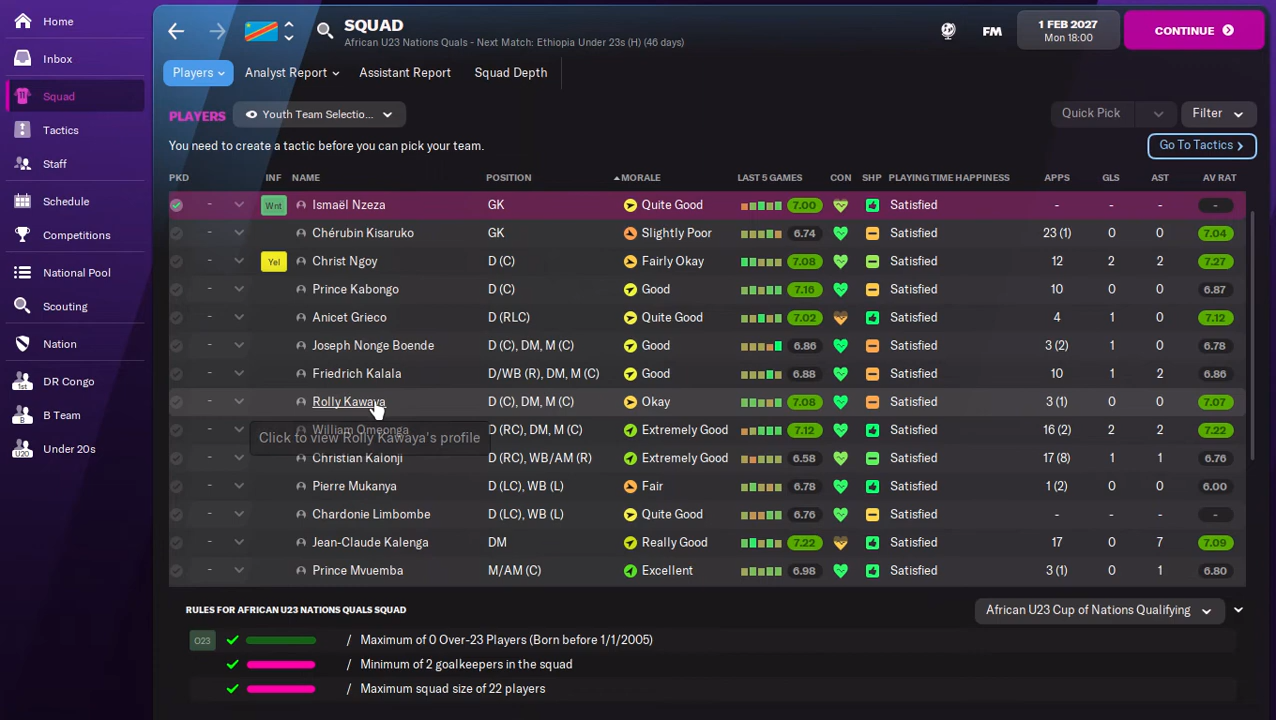 Home
Inbox
Squad
Tactics
Staff
Schedule
Competitions
National Pool
Scouting
Nation
1st DR Congo
B B Team
U20 Under 20s
SQUAD
African U23 Nations Quals - Next Match: Ethiopia Under 23s (H) (46 days)
FM
1 FEB 2027
Mon 18:00
CONTINUE
Players
Analyst Report
Assistant Report
Squad Depth
PLAYERS
Youth Team Selectio...
Quick Pick
Filter
You need to create a tactic before you can pick your team.
Go To Tactics
PKD INF NAME POSITION MORALE LAST 5 GAMES CON SHP PLAYING TIME HAPPINESS APPS GLS AST AV RAT
- Wnt Ismaël Nzeza GK Quite Good 7.00 Satisfied - - - -
- Chérubin Kisaruko GK Slightly Poor 6.74 Satisfied 23 (1) 0 0 7.04
- Yel Christ Ngoy D (C) Fairly Okay 7.08 Satisfied 12 2 2 7.27
- Prince Kabongo D (C) Good 7.16 Satisfied 10 0 0 6.87
- Anicet Grieco D (RLC) Quite Good 7.02 Satisfied 4 1 0 7.12
- Joseph Nonge Boende D (C), DM, M (C) Good 6.86 Satisfied 3 (2) 1 0 6.78
- Friedrich Kalala D/WB (R), DM, M (C) Good 6.88 Satisfied 10 1 2 6.86
- Rolly Kawaya D (C), DM, M (C) Okay 7.08 Satisfied 3 (1) 0 0 7.07
- William Omeonga D (RC), DM, M (C) Extremely Good 7.12 Satisfied 16 (2) 2 2 7.22
Click to view Rolly Kawaya's profile
- Christian Kalonji D (RC), WB/AM (R) Extremely Good 6.58 Satisfied 17 (8) 1 1 6.76
- Pierre Mukanya D (LC), WB (L) Fair 6.78 Satisfied 1 (2) 0 0 6.00
- Chardonie Limbombe D (LC), WB (L) Quite Good 6.76 Satisfied - - - -
- Jean-Claude Kalenga DM Really Good 7.22 Satisfied 17 0 7 7.09
- Prince Mvuemba M/AM (C) Excellent 6.98 Satisfied 3 (1) 0 1 6.80
RULES FOR AFRICAN U23 NATIONS QUALS SQUAD
African U23 Cup of Nations Qualifying
O23 / Maximum of 0 Over-23 Players (Born before 1/1/2005)
/ Minimum of 2 goalkeepers in the squad
/ Maximum squad size of 22 players